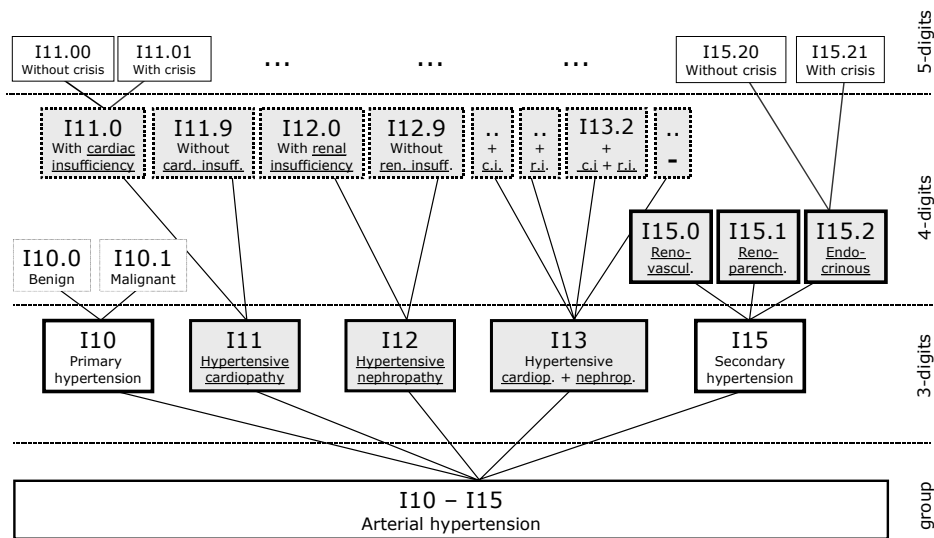 I11.00
Without crisis
I11.01
With crisis
...
...
...
I15.20
Without crisis
I15.21
With crisis
5-digits
I11.0
With cardiac
insufficiency
I11.9
Without
card. insuff.
I12.0
With renal
insufficiency
I12.9
Without
ren. insuff.
..
+
c.i.
..
+
r.i.
I13.2
+
c.i + r.i.
..
-
4-digits
I10.0
Benign
I10.1
Malignant
I15.0
Reno-
vascul.
I15.1
Reno-
parench.
I15.2
Endo-
crinous
I10
Primary
hypertension
I11
Hypertensive
cardiopathy
I12
Hypertensive
nephropathy
I13
Hypertensive
cardiop. + nephrop.
I15
Secondary
hypertension
3-digits
I10 – I15
Arterial hypertension
group